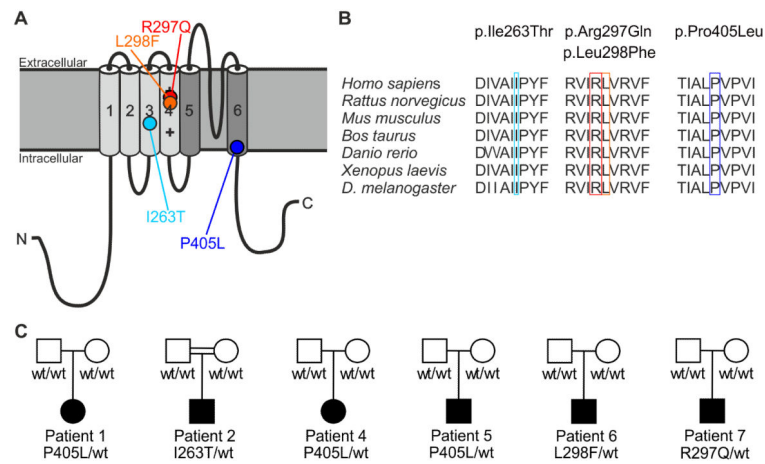 A
R297Q
L298F
Extracellular
+
1 2 3 4 5 6
+
Intracellular
I263T
P405L
N
C
B
p.Ile263Thr p.Arg297Gln p.Pro405Leu
p.Leu298Phe
Homo sapiens DIVAIIPYF RVIRLVRVF TIALPVPVI
Rattus norvegicus DIVAIIPYF RVIRLVRVF TIALPVPVI
Mus musculus DIVAIIPYF RVIRLVRVF TIALPVPVI
Bos taurus DIVAIIPYF RVIRLVRVF TIALPVPVI
Danio rerio DVVAIIPYF RVIRLVRVF TIALPVPVI
Xenopus laevis DIVAIIPYF RVIRLVRVF TIALPVPVI
D. melanogaster DIIAIIPYF RVIRLVRVF TIALPVPVI
C
wt/wt wt/wt wt/wt wt/wt wt/wt wt/wt wt/wt wt/wt wt/wt wt/wt wt/wt wt/wt
Patient 1 Patient 2 Patient 4 Patient 5 Patient 6 Patient 7
P405L/wt I263T/wt P405L/wt P405L/wt L298F/wt R297Q/wt